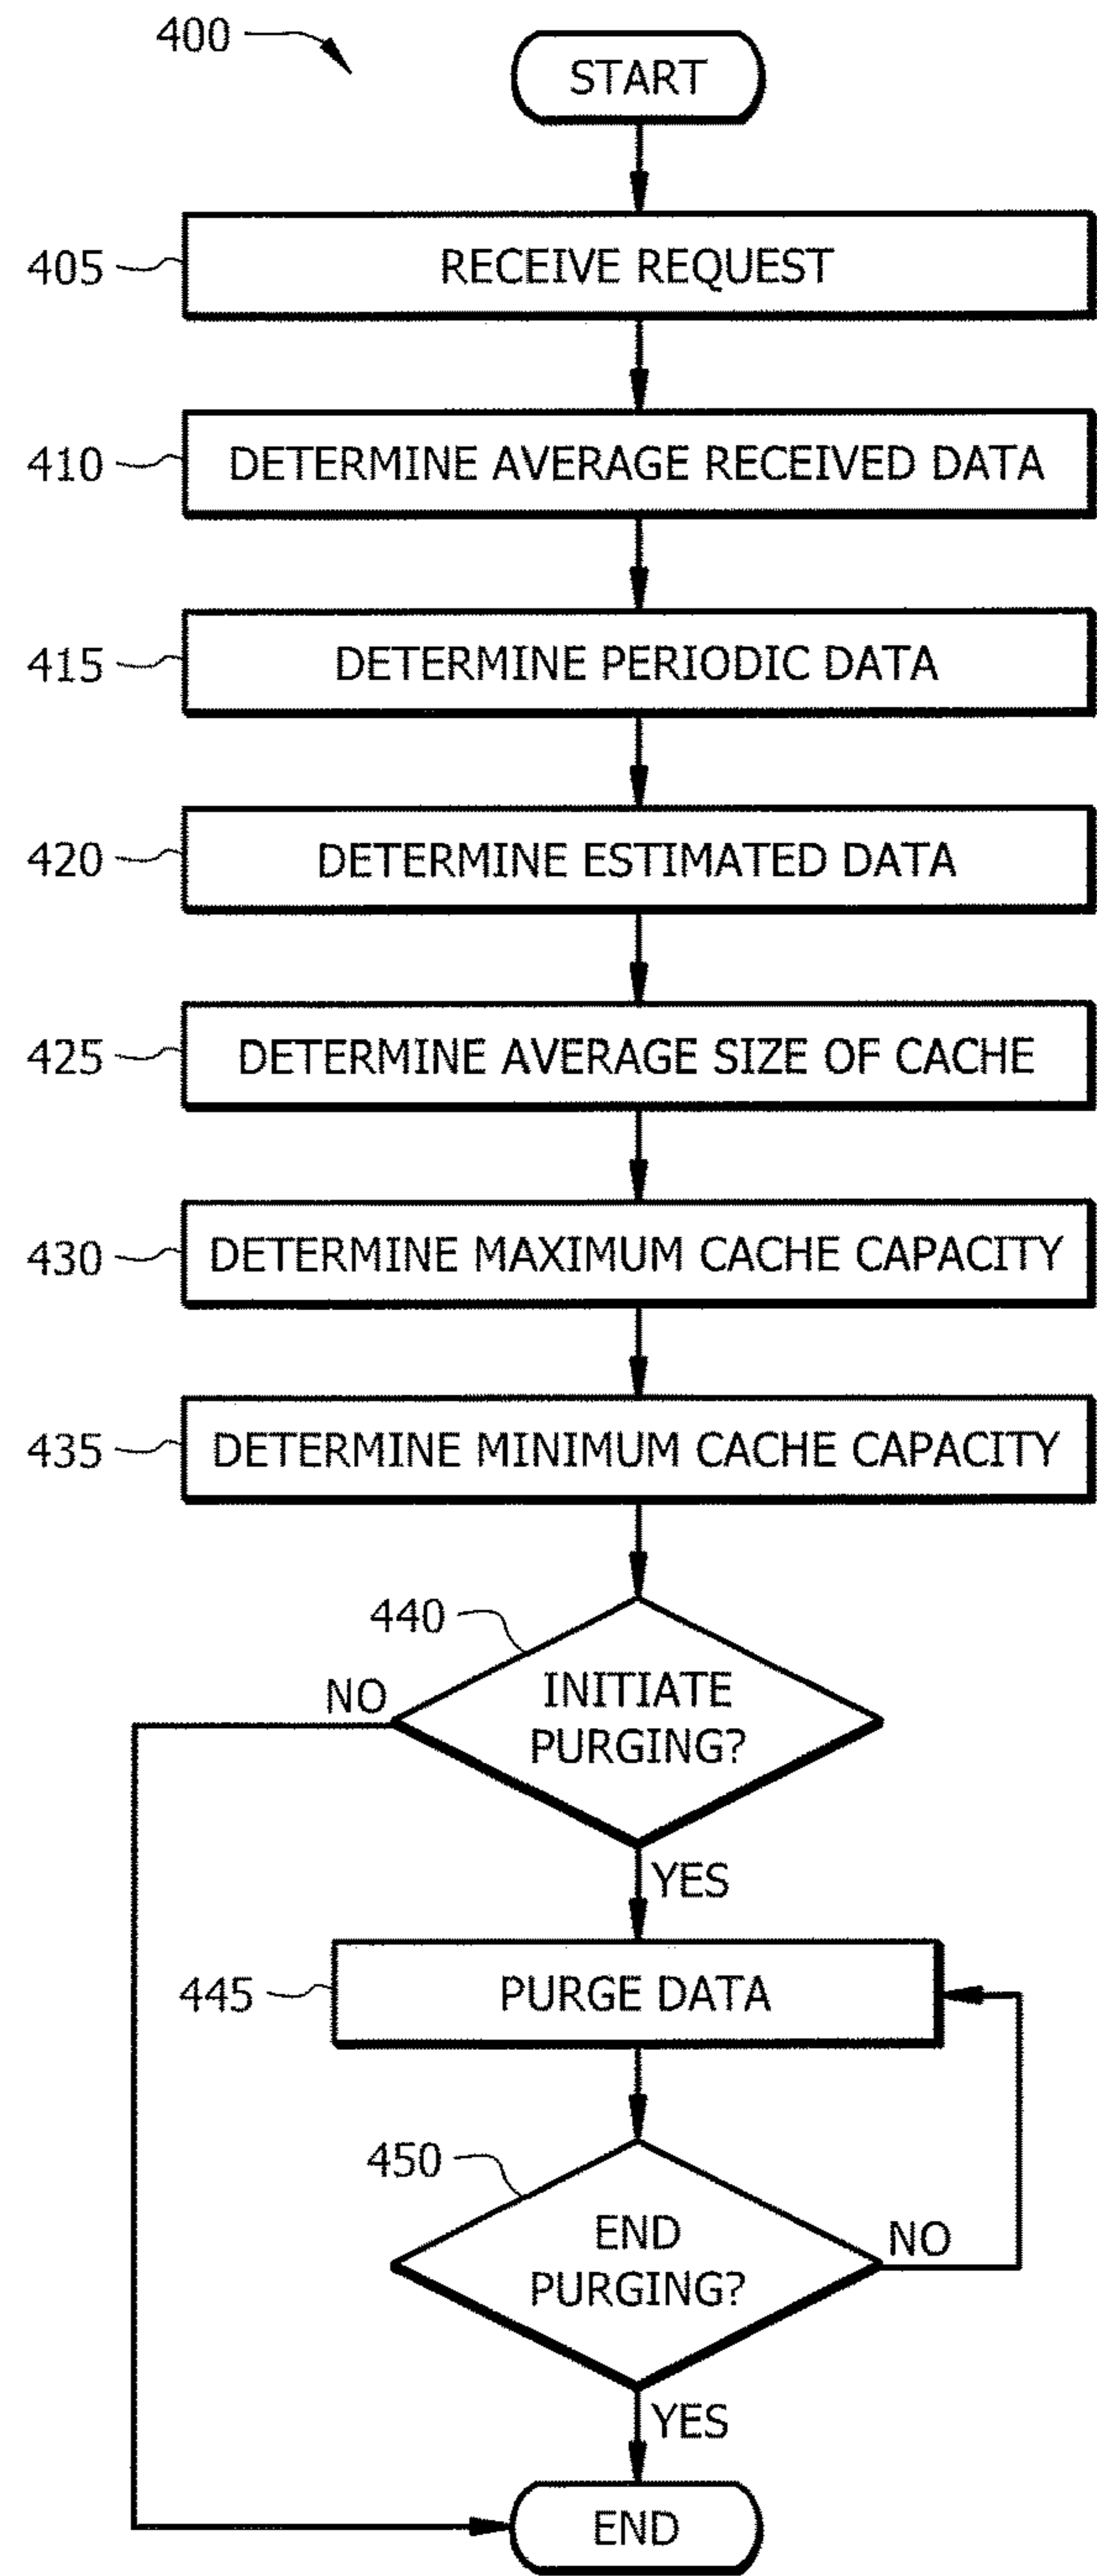 400
START
405
RECEIVE REQUEST
410
DETERMINE AVERAGE RECEIVED DATA
415
DETERMINE PERIODIC DATA
420
DETERMINE ESTIMATED DATA
425
DETERMINE AVERAGE SIZE OF CACHE
430
DETERMINE MAXIMUM CACHE CAPACITY
435
DETERMINE MINIMUM CACHE CAPACITY
440
INITIATE
PURGING?
NO
YES
445
PURGE DATA
450
END
PURGING?
NO
YES
END